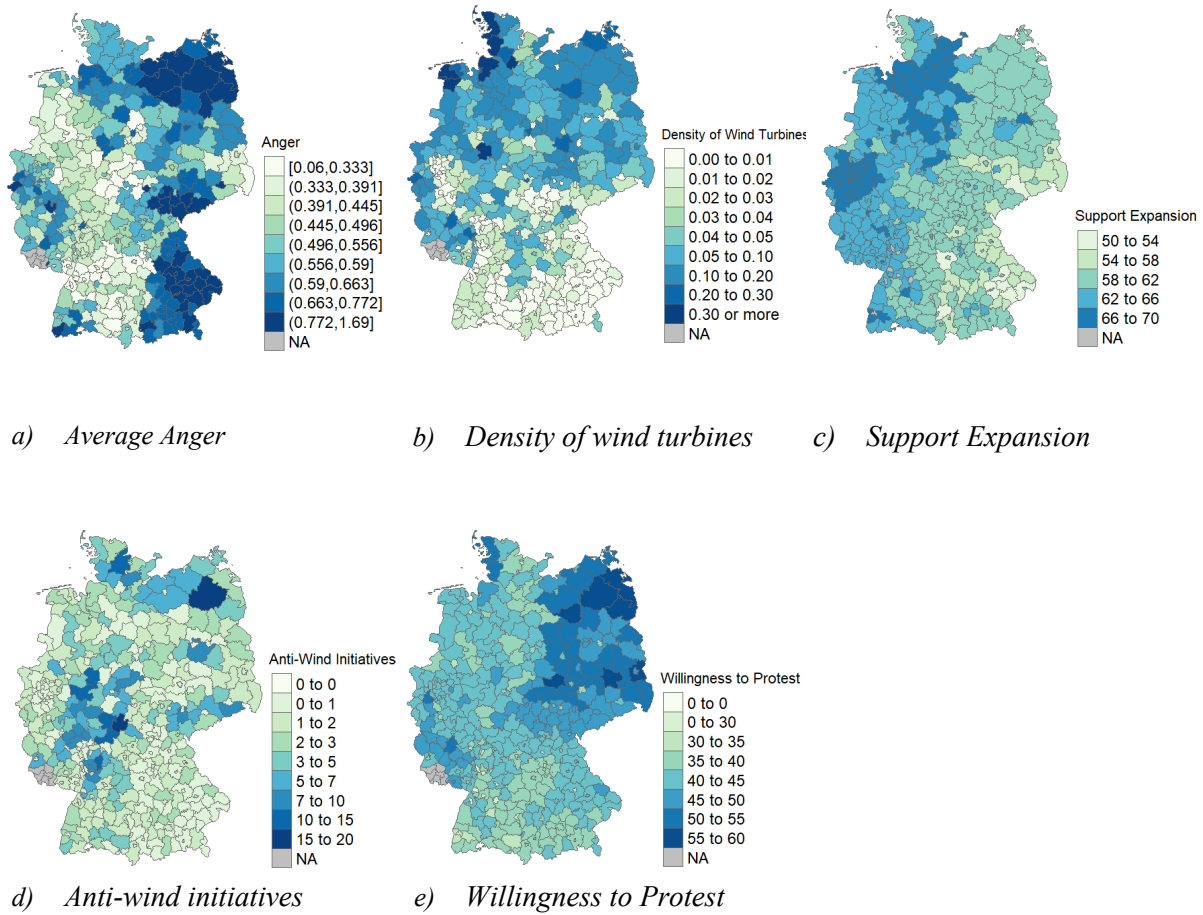 Anger
[0.06,0.333]
(0.333,0.391]
(0.391,0.445]
(0.445,0.496]
(0.496,0.556]
(0.556,0.59]
(0.59,0.663]
(0.663,0.772]
(0.772,1.69]
NA
Density of Wind Turbines
0.00 to 0.01
0.01 to 0.02
0.02 to 0.03
0.03 to 0.04
0.04 to 0.05
0.05 to 0.10
0.10 to 0.20
0.20 to 0.30
0.30 or more
NA
Support Expansion
50 to 54
54 to 58
58 to 62
62 to 66
66 to 70
NA
a) Average Anger
b) Density of wind turbines
c) Support Expansion
Anti-Wind Initiatives
0 to 0
0 to 1
1 to 2
2 to 3
3 to 5
5 to 7
7 to 10
10 to 15
15 to 20
NA
Willingness to Protest
0 to 0
0 to 30
30 to 35
35 to 40
40 to 45
45 to 50
50 to 55
55 to 60
NA
d) Anti-wind initiatives
e) Willingness to Protest